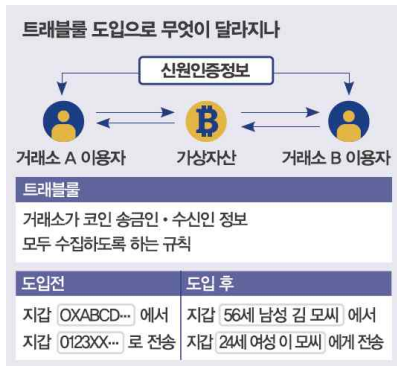 트래블룰 도입으로 무엇이 달라지나
신원인증정보
거래소 A 이용자 가상자산 거래소 B 이용자
트래블룰
거래소가 코인 송금인·수신인 정보
모두 수집하도록 하는 규칙
도입전 도입 후
지갑 OXABCD… 에서 지갑 56세 남성 김 모씨 에서
지갑 0123XX… 로 전송 지갑 24세 여성 이 모씨 에게 전송